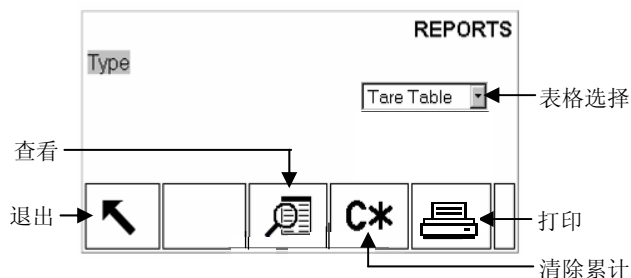 REPORTS
Type
Tare Table
表格选择
查看
退出
C*
打印
清除累计